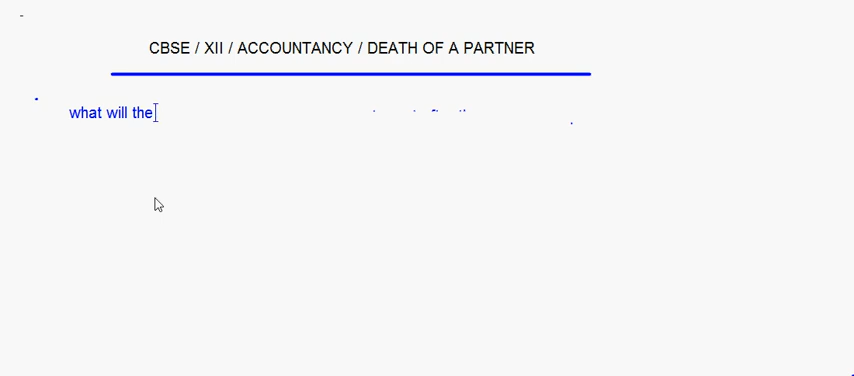 CBSE / XII / ACCOUNTANCY / DEATH OF A PARTNER
what will the